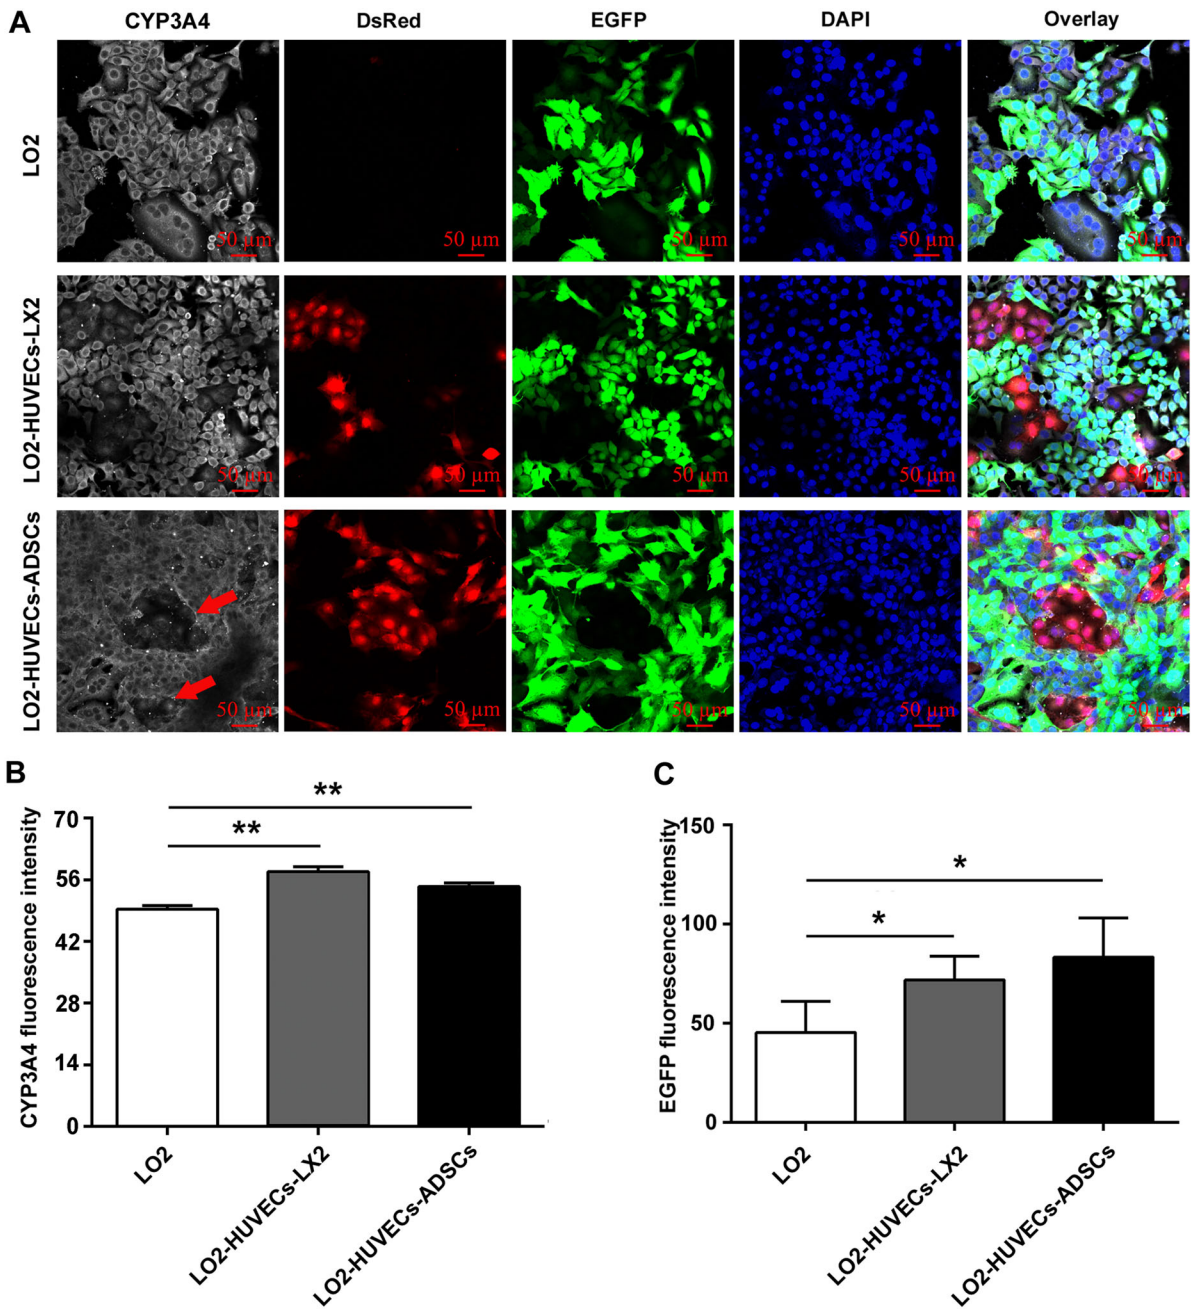 A
CYP3A4 DsRed EGFP DAPI Overlay
LO2
50 µm 50 µm 50 µm 50 µm 50 µm
LO2-HUVECs-LX2
50 µm 50 µm 50 µm 50 µm 50 µm
LO2-HUVECs-ADSCs
50 µm 50 µm 50 µm 50 µm 50 µm
B
CYP3A4 fluorescence intensity
70
56
42
28
14
0
**
**
LO2
LO2-HUVECs-LX2
LO2-HUVECs-ADSCs
C
EGFP fluorescence intensity
150
100
50
0
*
*
LO2
LO2-HUVECs-LX2
LO2-HUVECs-ADSCs